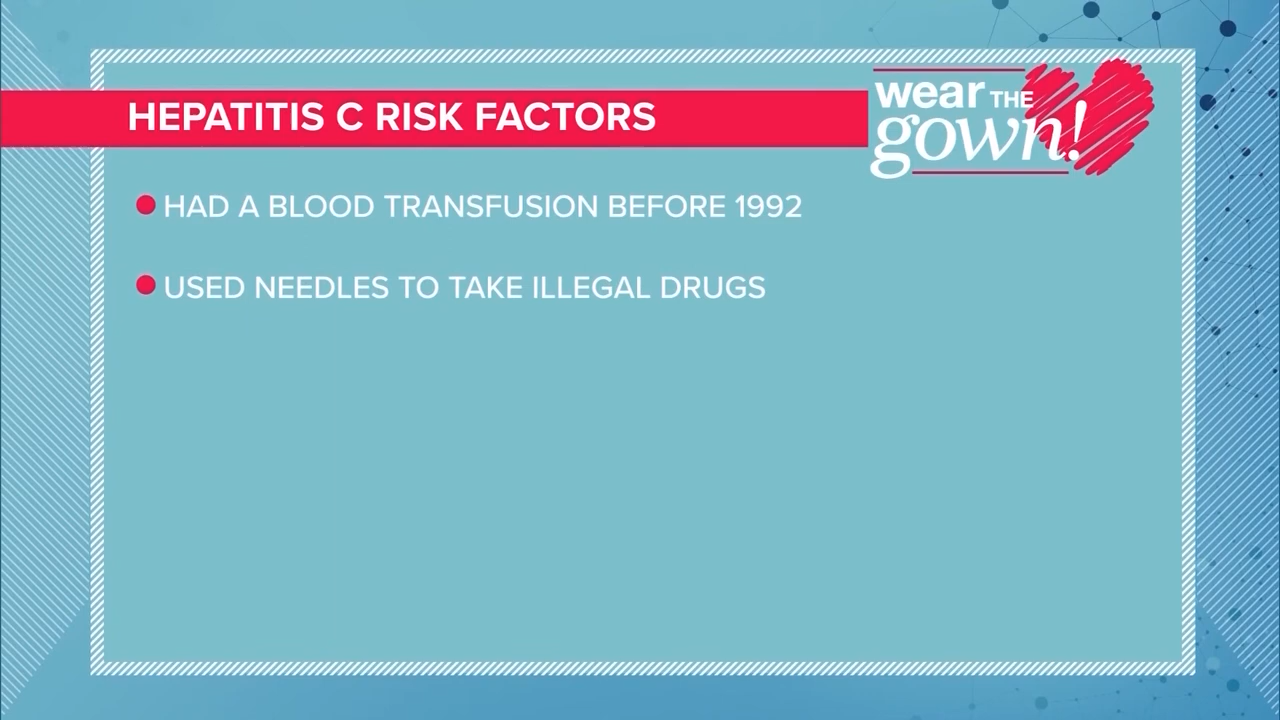 HEPATITIS C RISK FACTORS
wear THE
gown!
HAD A BLOOD TRANSFUSION BEFORE 1992
USED NEEDLES TO TAKE ILLEGAL DRUGS